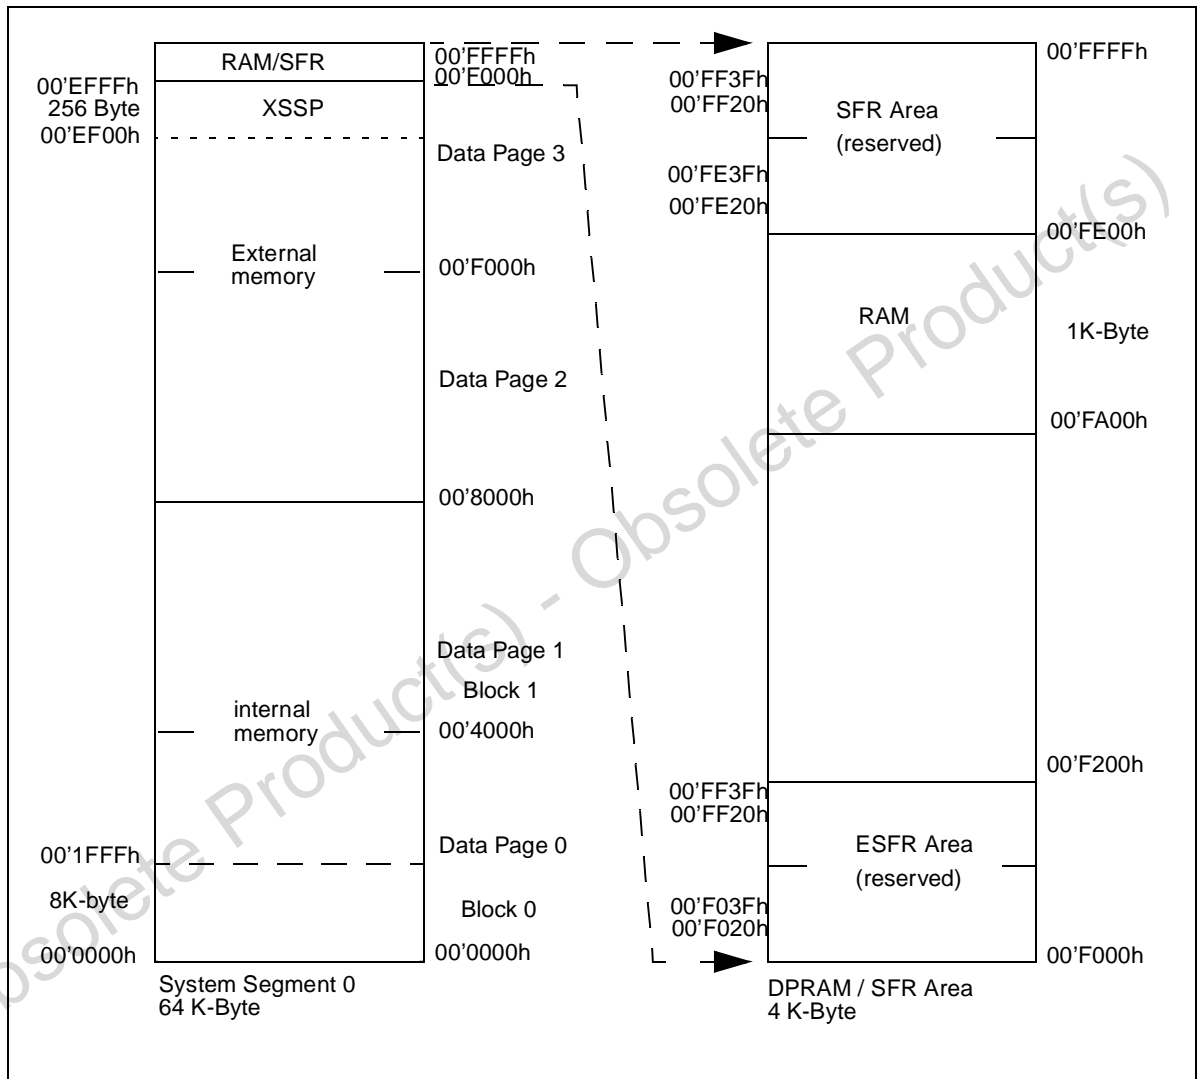 RAM/SFR
00'FFFFh
00'F000h
00'EFFFh
256 Byte
00'EF00h
XSSP
Data Page 3
External
memory
00'F000h
Data Page 2
00'8000h
Data Page 1
Block 1
internal
memory
00'4000h
00'1FFFh
Data Page 0
8K-byte
Block 0
00'0000h
00'0000h
System Segment 0
64 K-Byte
00'FFFFh
00'FF3Fh
00'FF20h
SFR Area
(reserved)
00'FE3Fh
00'FE20h
00'FE00h
RAM
1K-Byte
00'FA00h
00'F200h
00'FF3Fh
00'FF20h
ESFR Area
(reserved)
00'F03Fh
00'F020h
00'F000h
DPRAM / SFR Area
4 K-Byte
bsolete Product(s) - Obsolete Product(s)